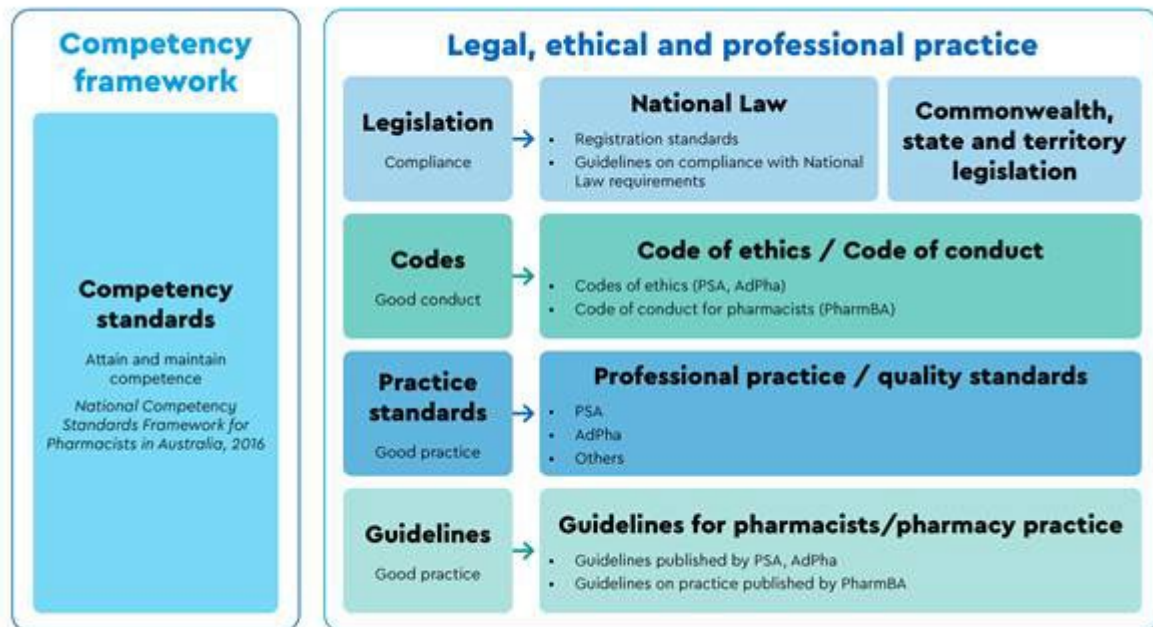 Competency
framework
Competency
standards
Attain and maintain
competence
National Competency
Standards Framework for
Pharmacists in Australia, 2016
Legal, ethical and professional practice
Legislation
Compliance
National Law
• Registration standards
• Guidelines on compliance with National
Law requirements
Commonwealth,
state and territory
legislation
Codes
Good conduct
Code of ethics / Code of conduct
• Codes of ethics (PSA, AdPha)
• Code of conduct for pharmacists (PharmBA)
Practice
standards
Good practice
Professional practice / quality standards
• PSA
• AdPha
• Others
Guidelines
Good practice
Guidelines for pharmacists/pharmacy practice
• Guidelines published by PSA, AdPha
• Guidelines on practice published by PharmBA